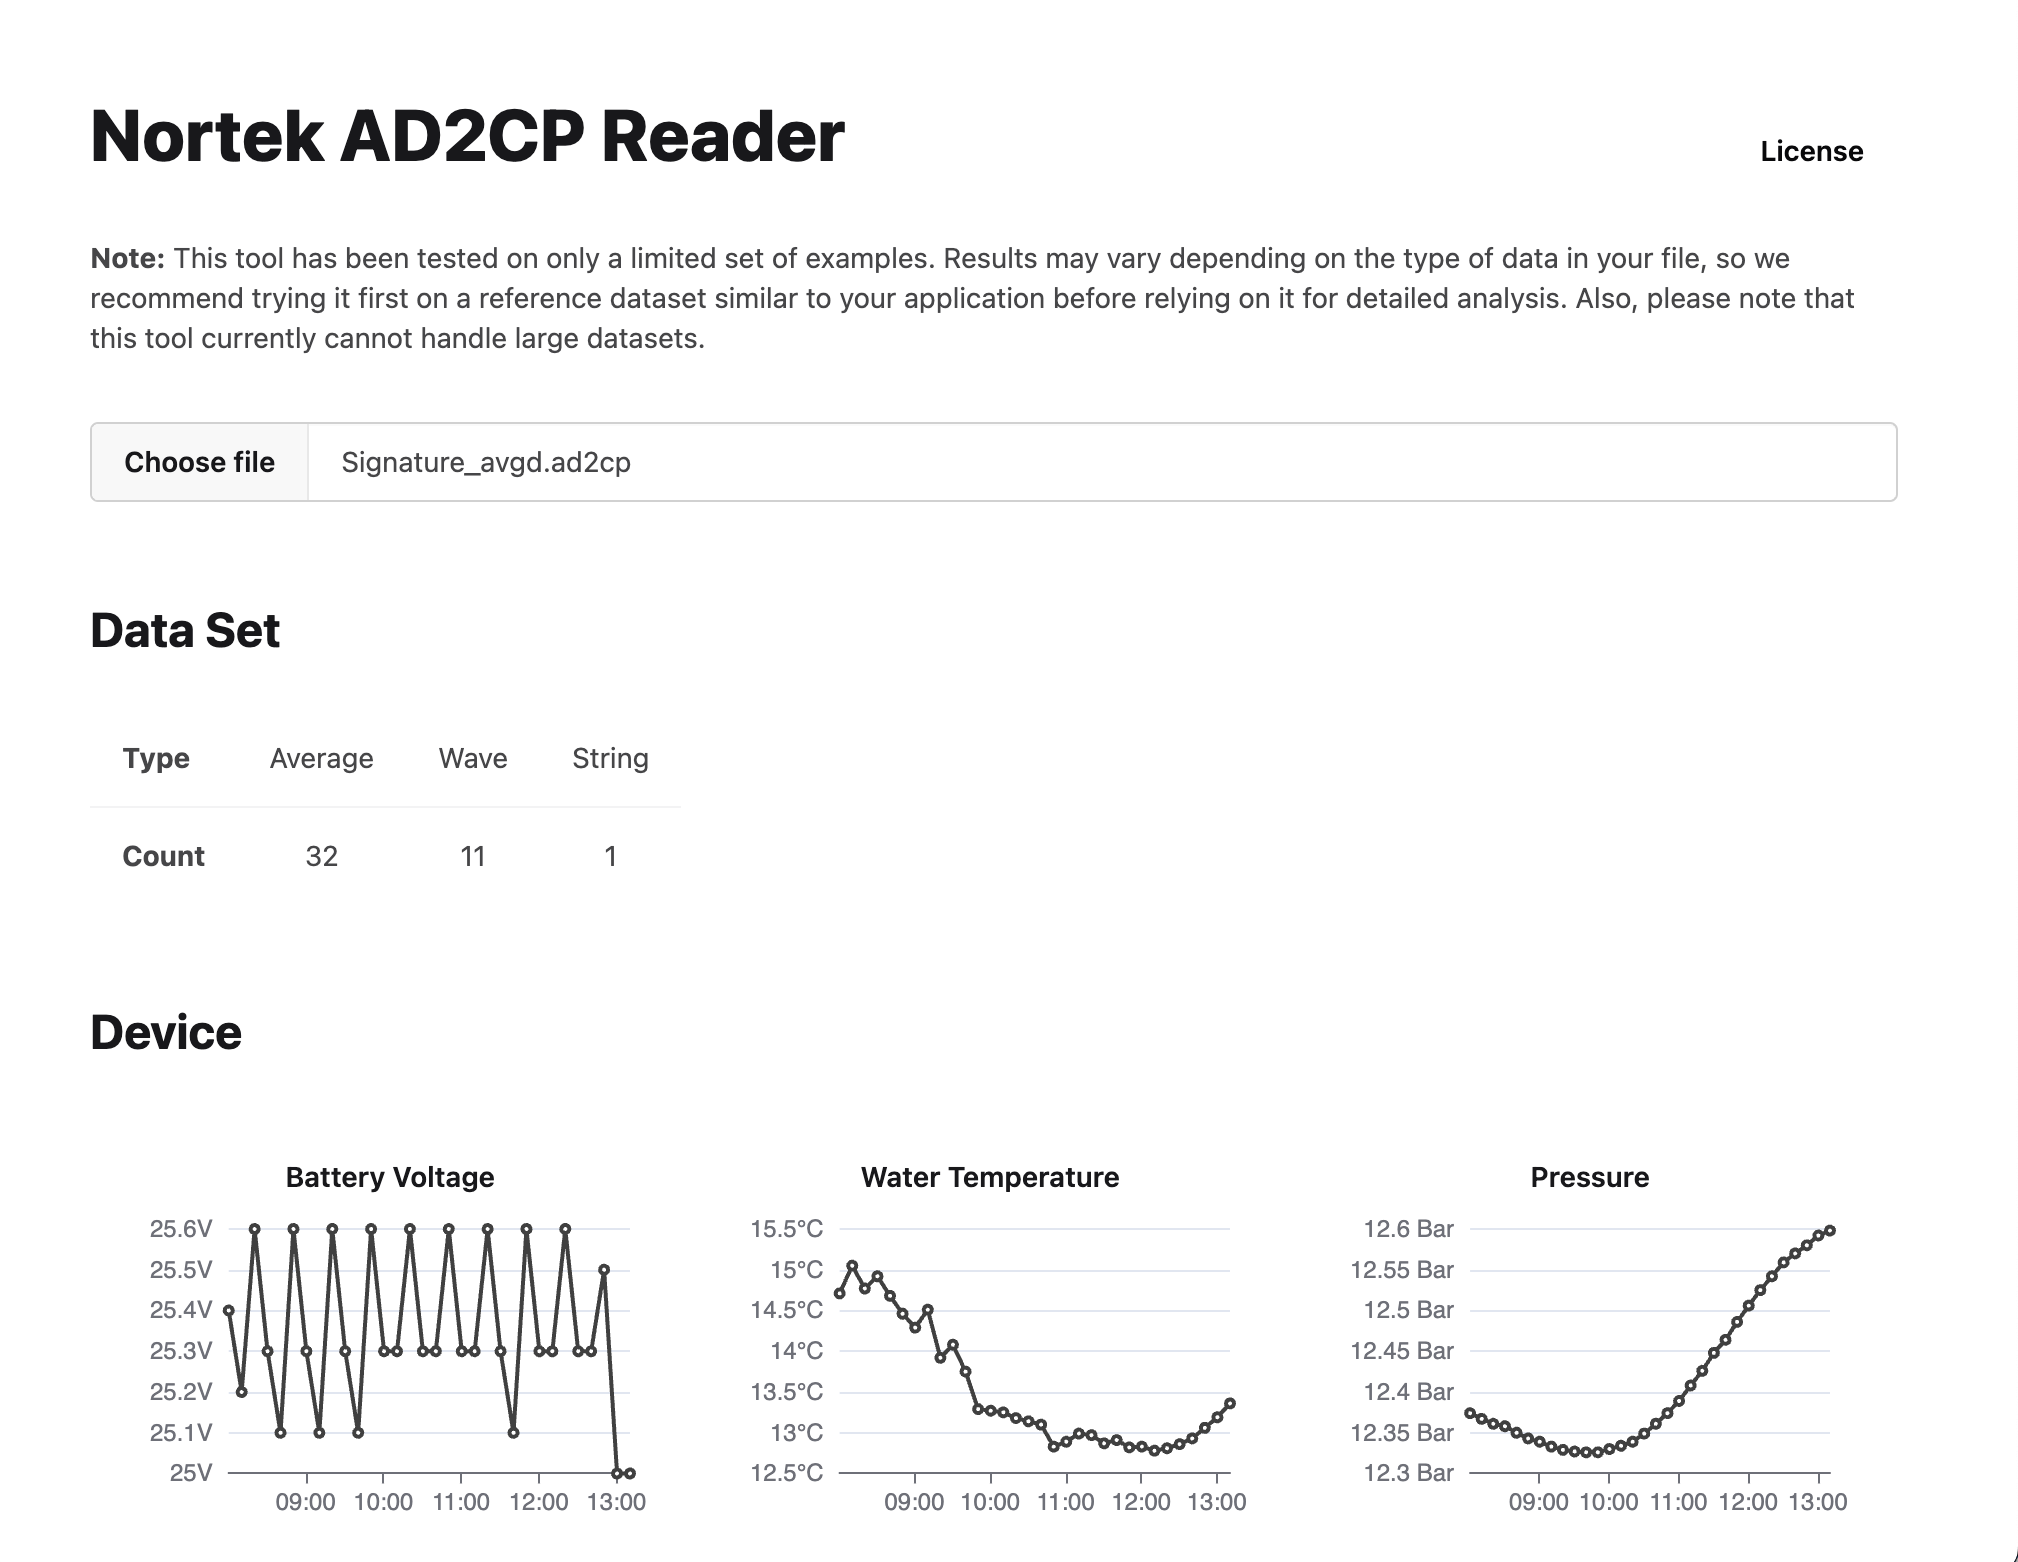 Nortek AD2CP Reader
License
Note: This tool has been tested on only a limited set of examples. Results may vary depending on the type of data in your file, so we
recommend trying it first on a reference dataset similar to your application before relying on it for detailed analysis. Also, please note that
this tool currently cannot handle large datasets.
Choose file Signature_avgd.ad2cp
Data Set
Type Average Wave String
Count 32 11 1
Device
Battery Voltage
25.6V
25.5V
25.4V
25.3V
25.2V
25.1V
25V
09:00 10:00 11:00 12:00 13:00
Water Temperature
15.5°C
15°C
14.5°C
14°C
13.5°C
13°C
12.5°C
09:00 10:00 11:00 12:00 13:00
Pressure
12.6 Bar
12.55 Bar
12.5 Bar
12.45 Bar
12.4 Bar
12.35 Bar
12.3 Bar
09:00 10:00 11:00 12:00 13:00